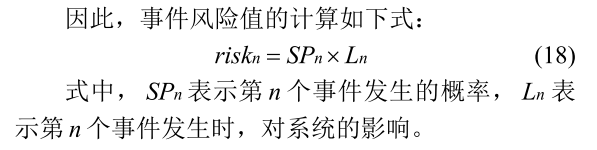 因此，事件风险值的计算如下式：
riskn = SPn × Ln (18)
式中，SPn 表示第 n 个事件发生的概率，Ln 表
示第 n 个事件发生时，对系统的影响。